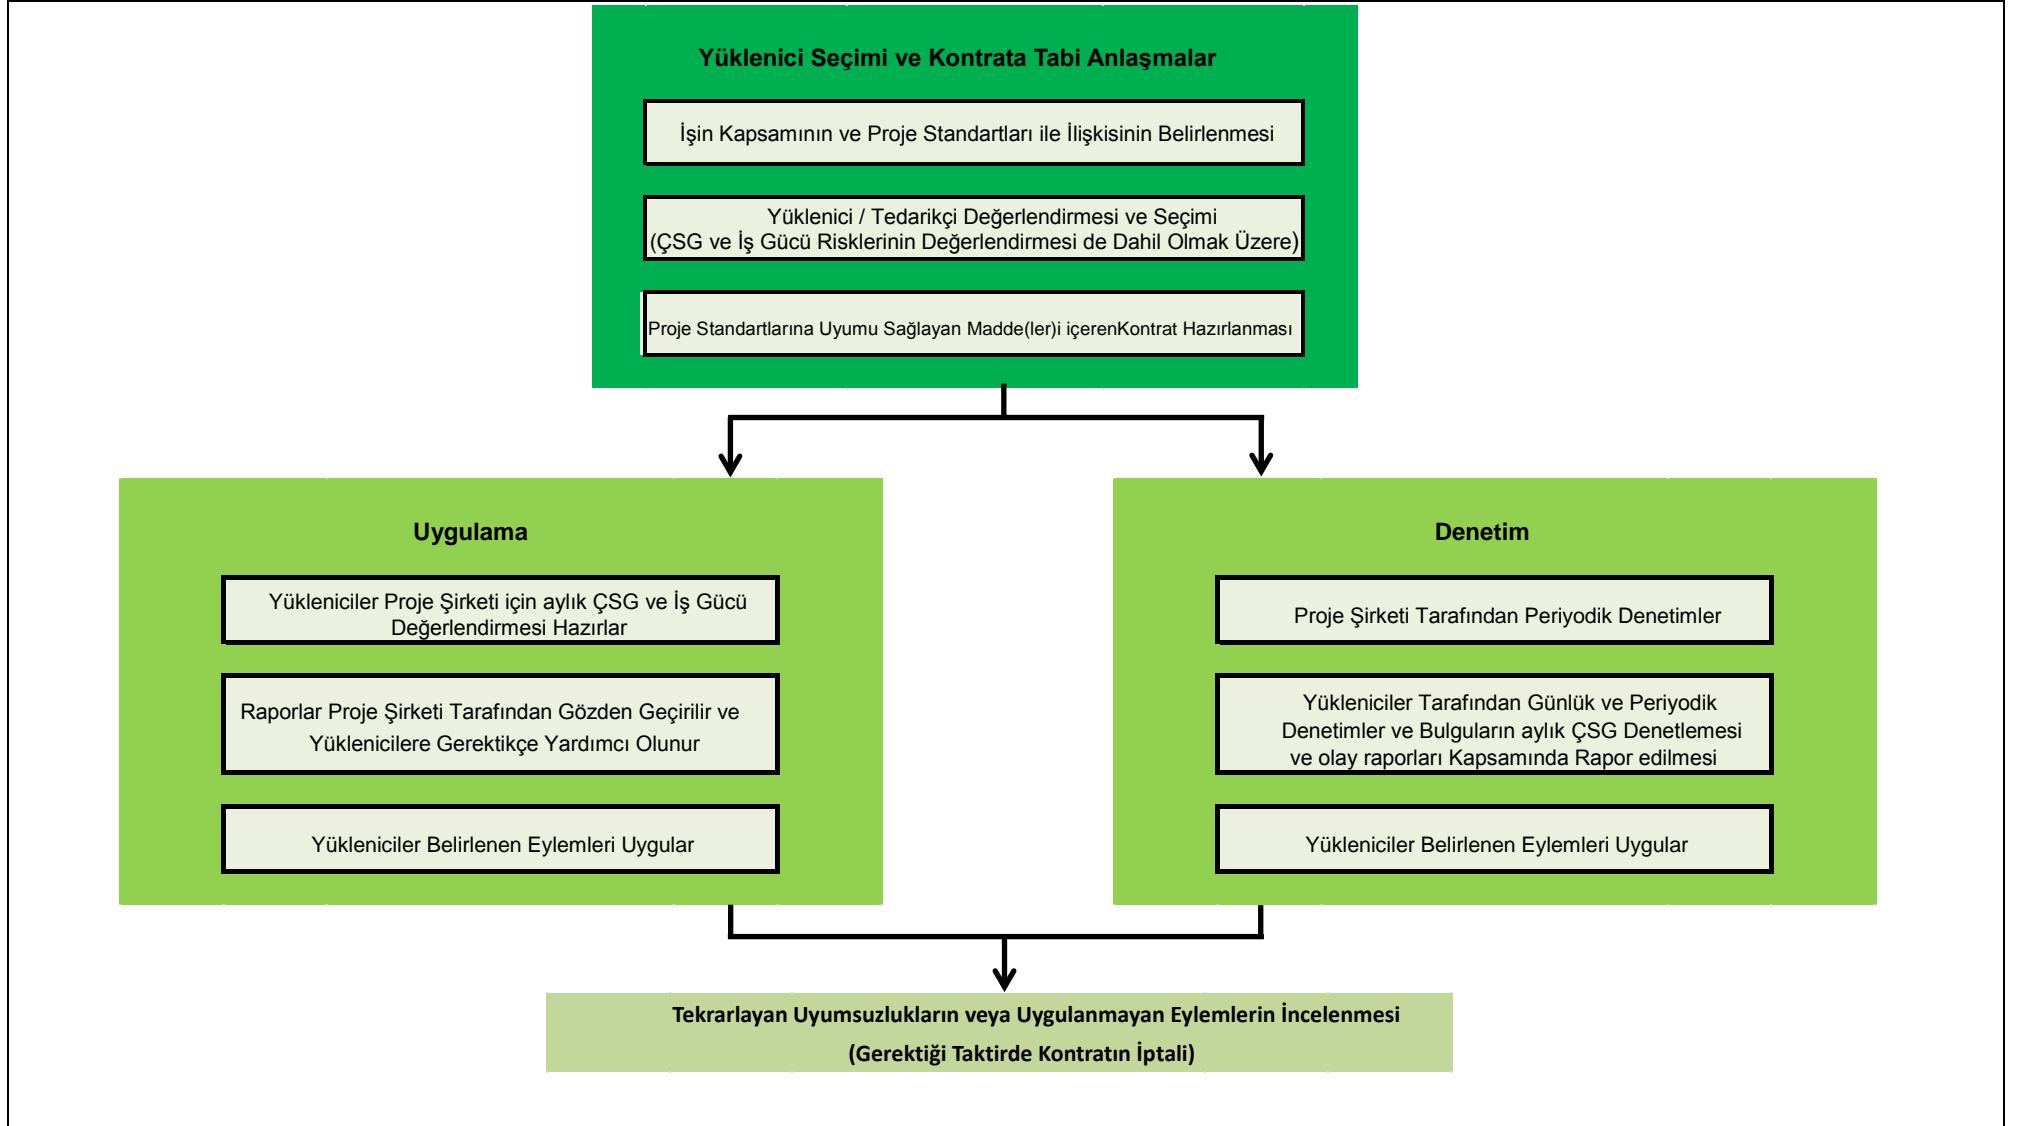 Yüklenici Seçimi ve Kontrata Tabi Anlaşmalar
İşin Kapsamının ve Proje Standartları ile İlişkisinin Belirlenmesi
Yüklenici / Tedarikçi Değerlendirmesi ve Seçimi
(ÇSG ve İş Gücü Risklerinin Değerlendirmesi de Dahil Olmak Üzere)
Proje Standartlarına Uyumu Sağlayan Madde(ler)i içerenKontrat Hazırlanması
Uygulama
Yükleniciler Proje Şirketi için aylık ÇSG ve İş Gücü
Değerlendirmesi Hazırlar
Raporlar Proje Şirketi Tarafından Gözden Geçirilir ve
Yüklenicilere Gerektikçe Yardımcı Olunur
Yükleniciler Belirlenen Eylemleri Uygular
Denetim
Proje Şirketi Tarafından Periyodik Denetimler
Yükleniciler Tarafından Günlük ve Periyodik
Denetimler ve Bulguların aylık ÇSG Denetlemesi
ve olay raporları Kapsamında Rapor edilmesi
Yükleniciler Belirlenen Eylemleri Uygular
Tekrarlayan Uyumsuzlukların veya Uygulanmayan Eylemlerin İncelenmesi
(Gerektiği Taktirde Kontratın İptali)